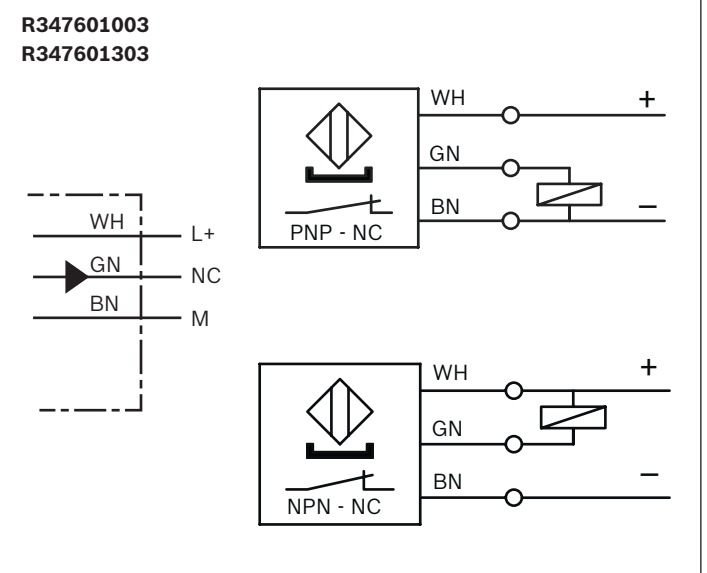 R347601003
R347601303
WH L+
GN NC
BN M
WH +
GN
BN –
PNP - NC
WH +
GN
BN –
NPN - NC